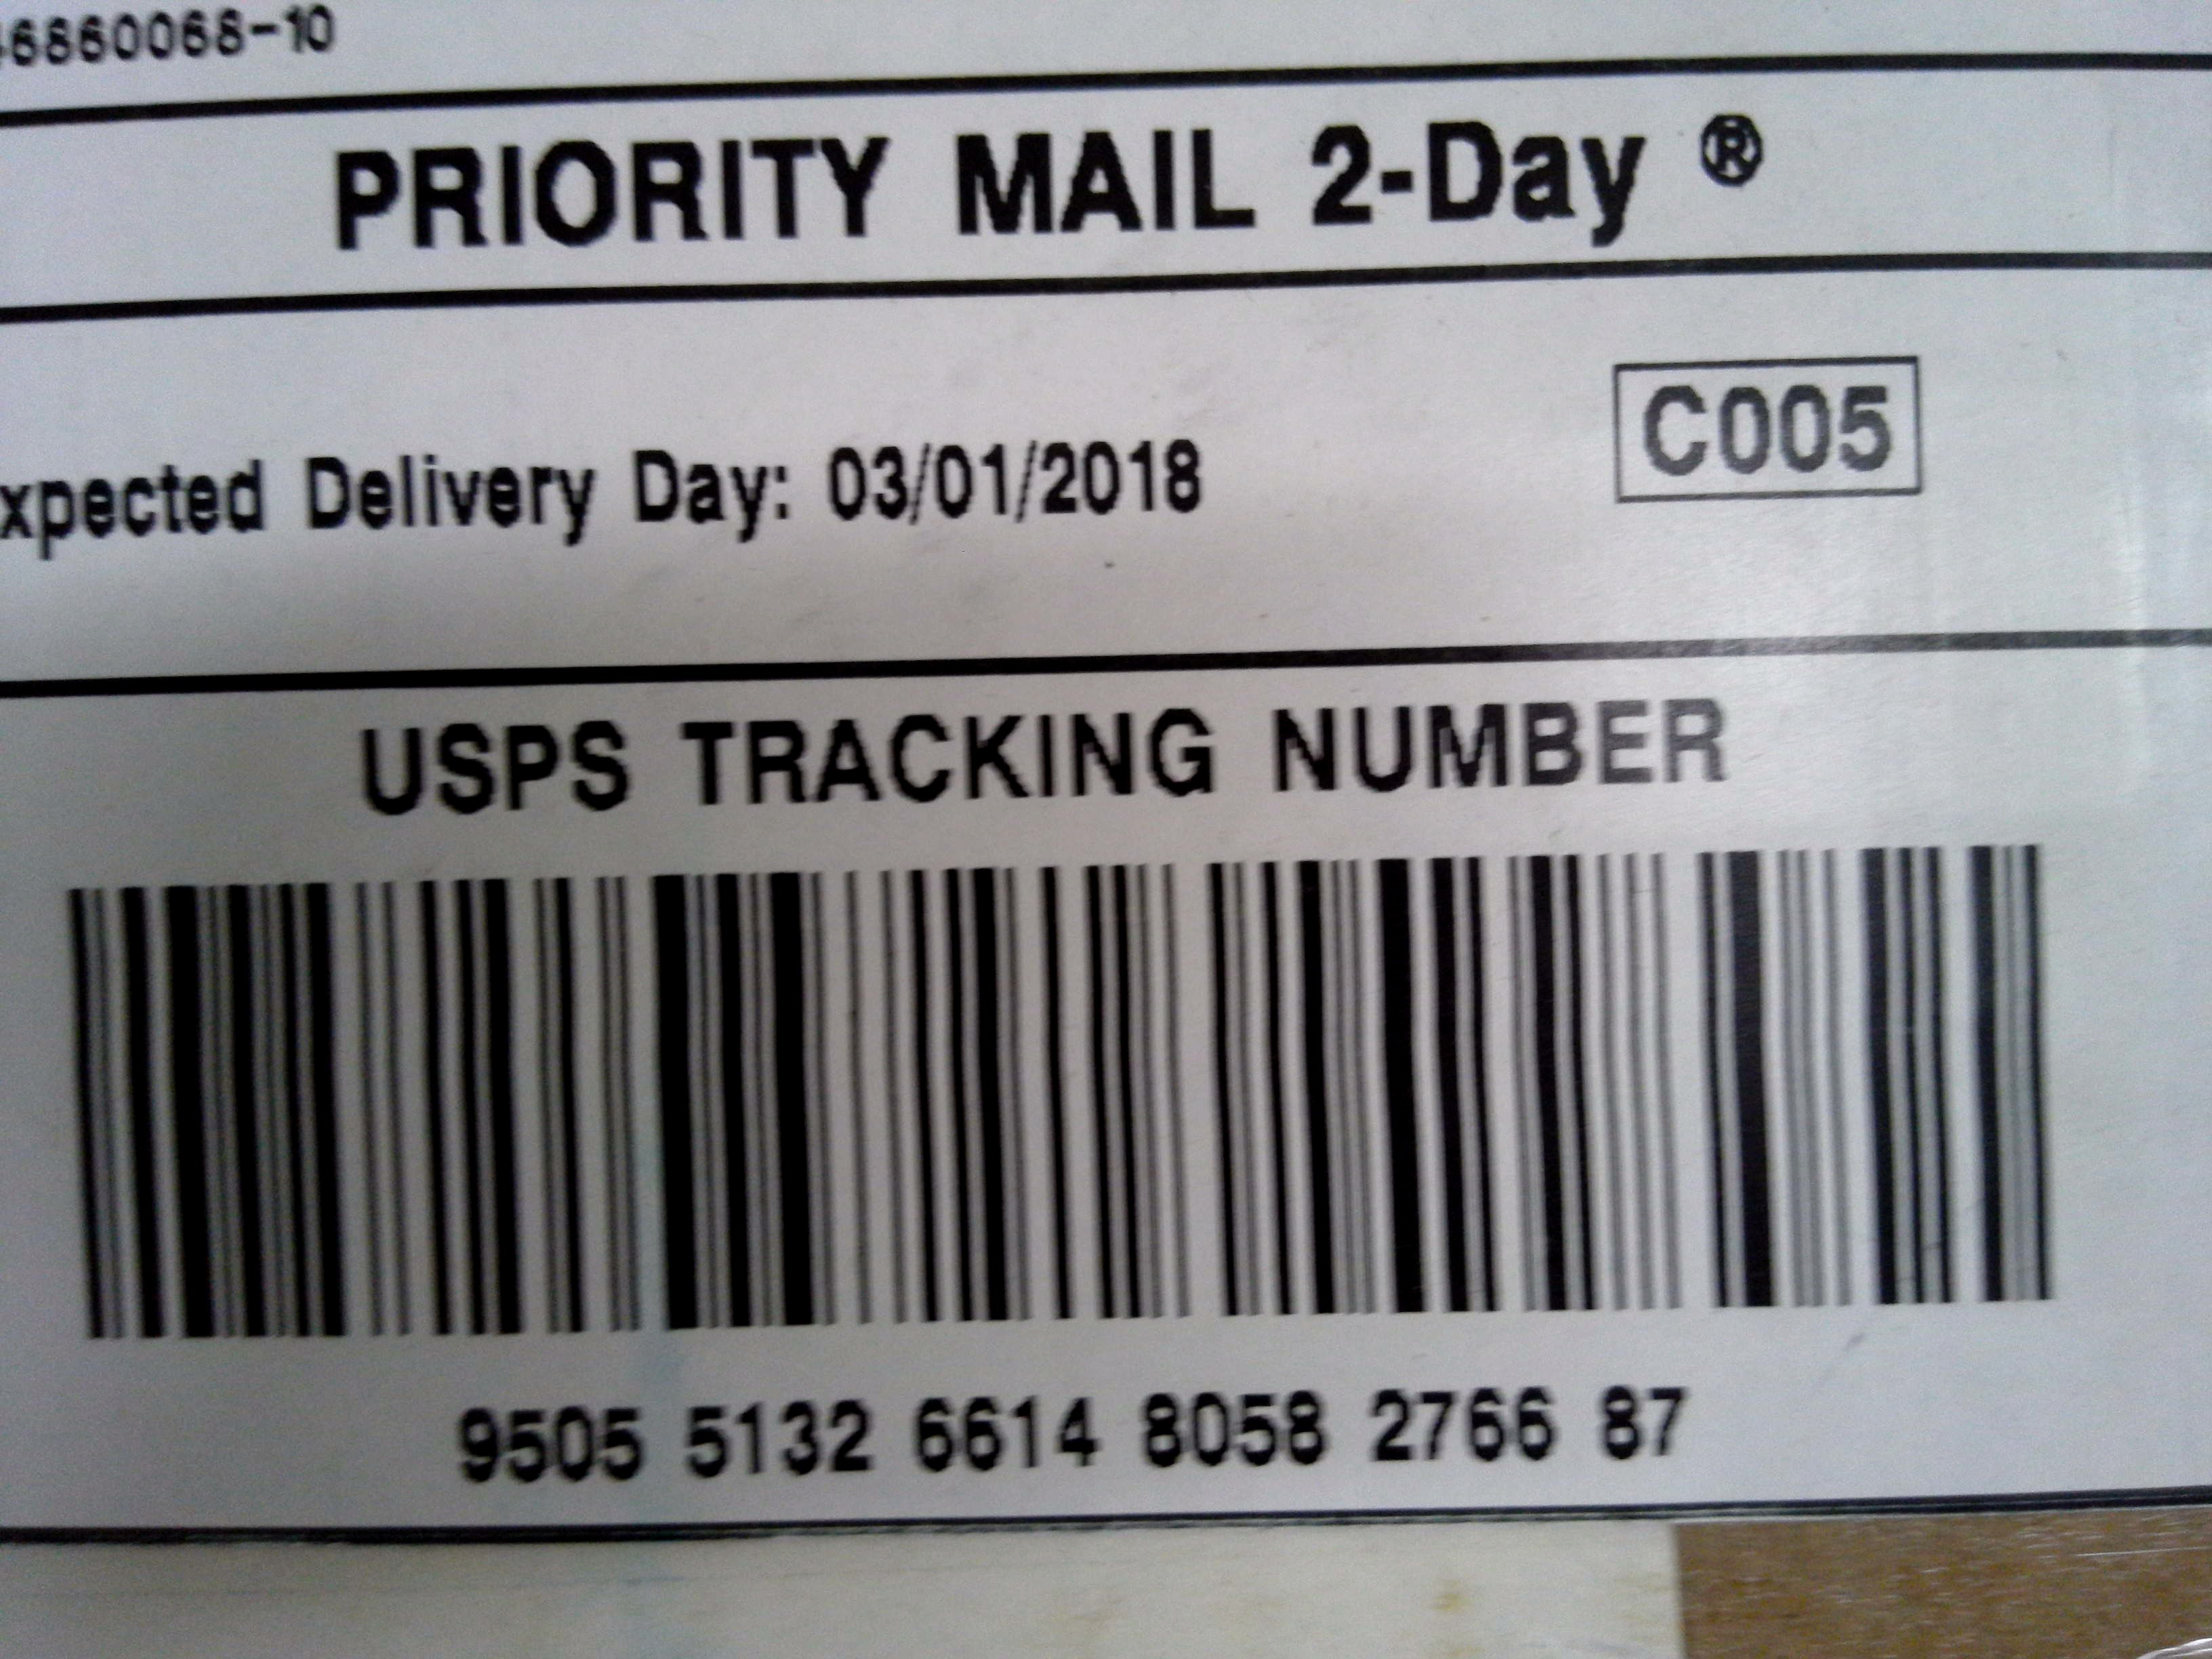 6860068-10
PRIORITY MAIL 2-Day ®
xpected Delivery Day: 03/01/2018
C005
USPS TRACKING NUMBER
9505 5132 6614 8058 2766 87